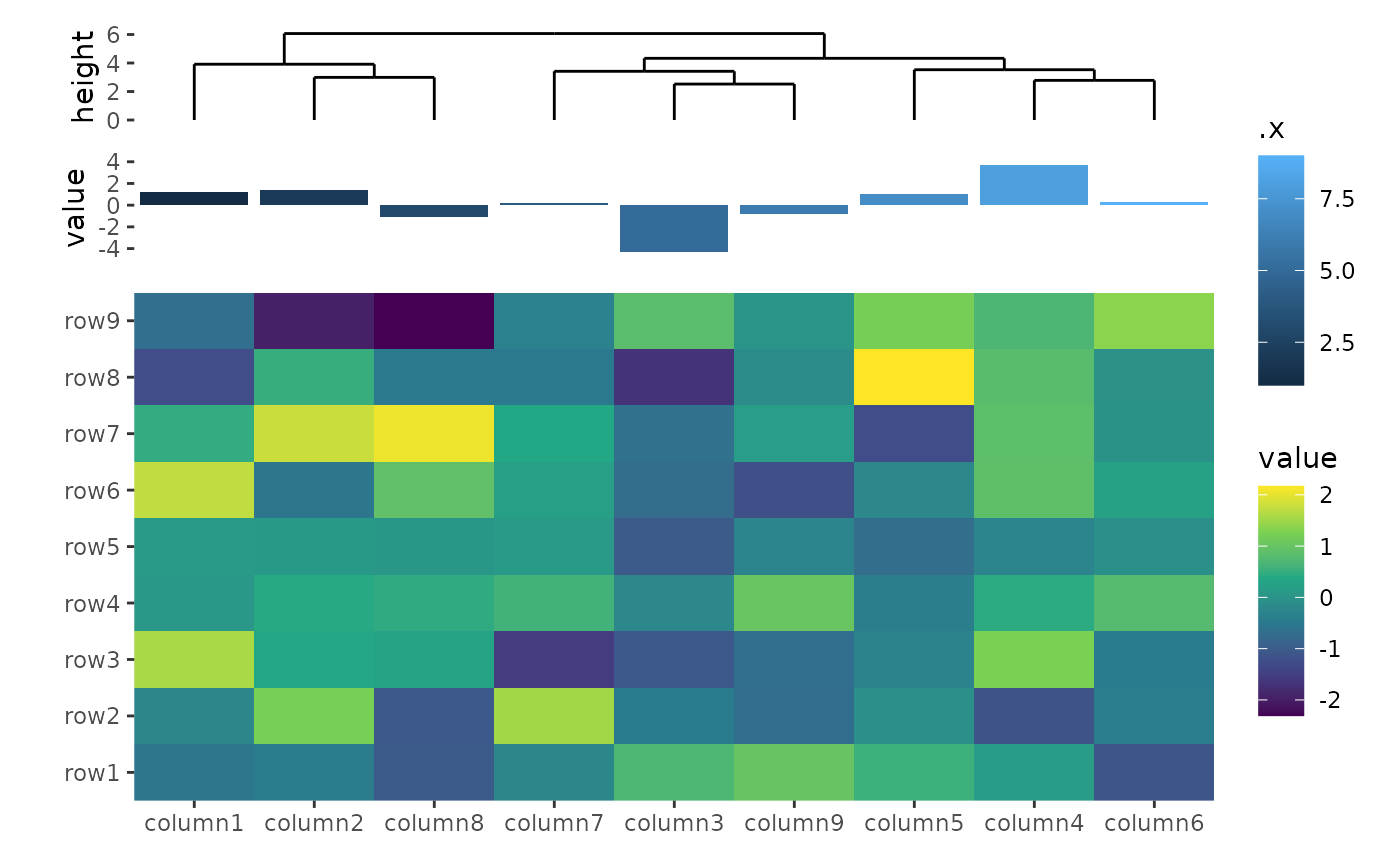 height
6
4
2
0
value
4
2
0
-2
-4
row9
row8
row7
row6
row5
row4
row3
row2
row1
column1 column2 column8 column7 column3 column9 column5 column4 column6
.x
7.5
5.0
2.5
value
2
1
0
-1
-2